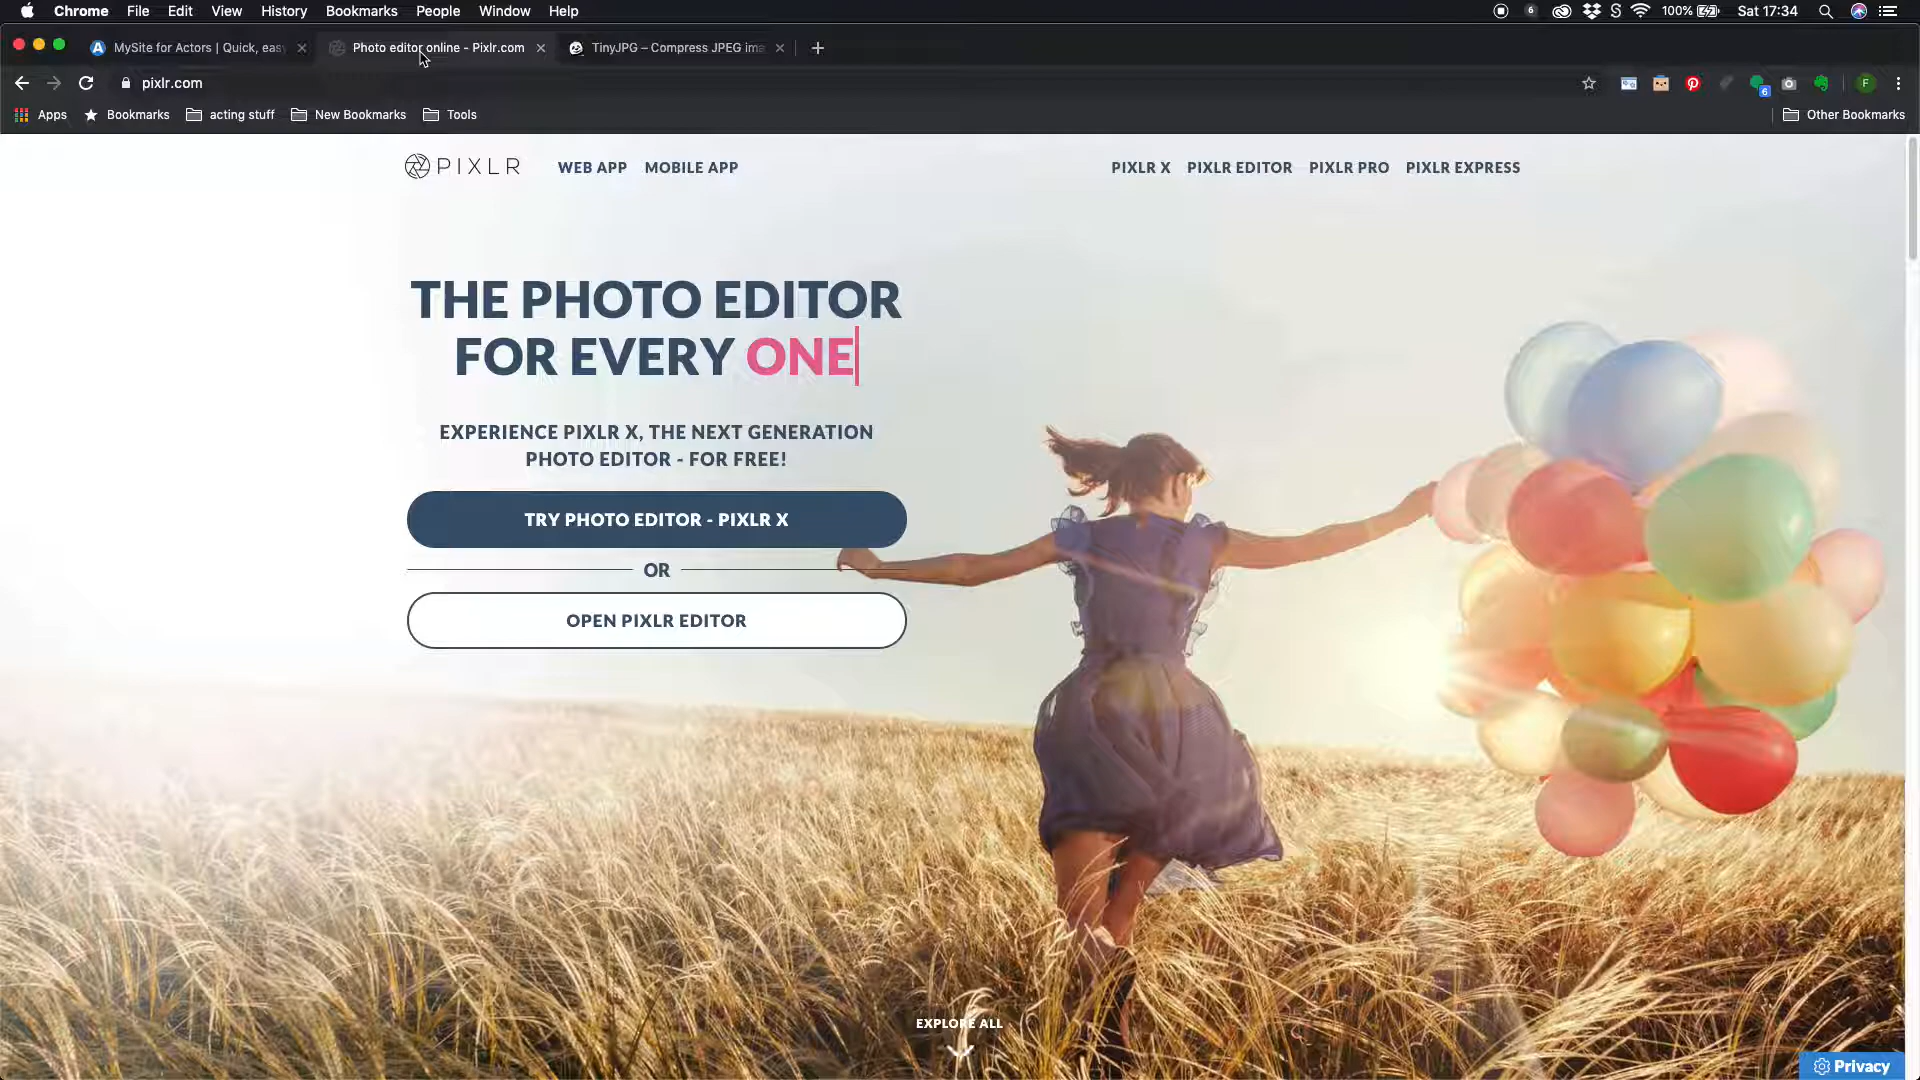 Chrome File Edit View History Bookmarks People Window Help
6 100% Sat 17:34
MySite for Actors | Quick, easy
Photo editor online - Pixlr.com
TinyJPG – Compress JPEG ima
pixlr.com
6 F
Apps Bookmarks acting stuff New Bookmarks Tools Other Bookmarks
PIXLR WEB APP MOBILE APP PIXLR X PIXLR EDITOR PIXLR PRO PIXLR EXPRESS
THE PHOTO EDITOR
FOR EVERY ONE
EXPERIENCE PIXLR X, THE NEXT GENERATION
PHOTO EDITOR - FOR FREE!
TRY PHOTO EDITOR - PIXLR X
OR
OPEN PIXLR EDITOR
EXPLORE ALL
Privacy